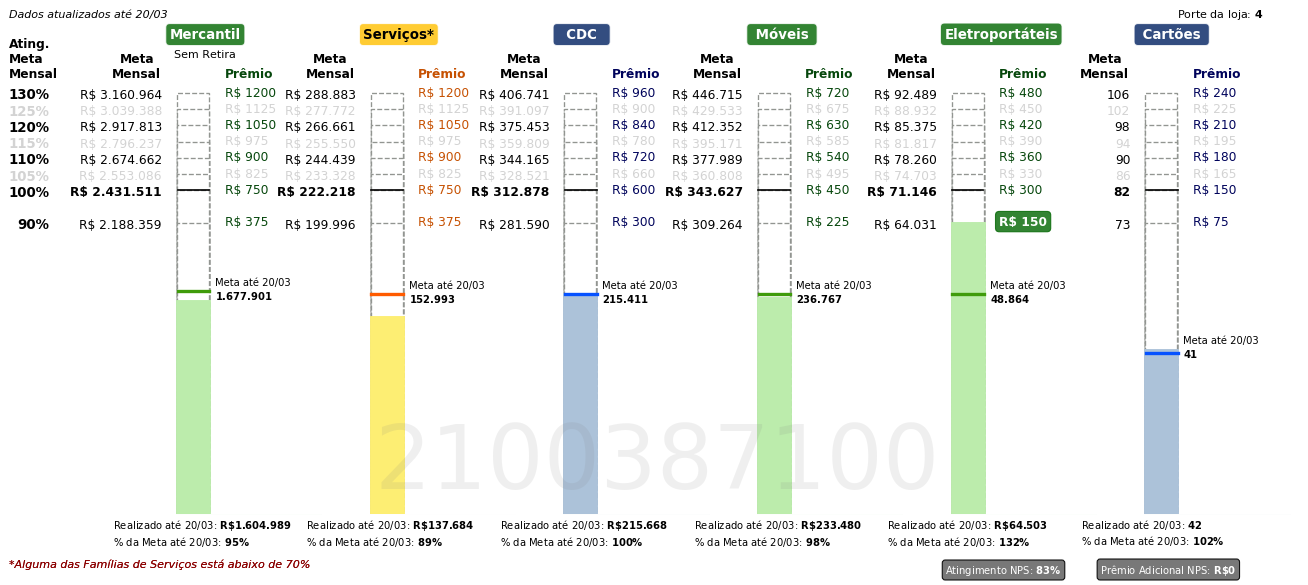 Dados atualizados até 20/03 Porte da loja: 4
Mercantil Serviços* CDC Móveis Eletroportáteis Cartões
Sem Retira
Ating. Meta Mensal Meta Mensal Prêmio Meta Mensal Prêmio Meta Mensal Prêmio Meta Mensal Prêmio Meta Mensal Prêmio Meta Mensal Prêmio
130% R$ 3.160.964 R$ 1200 R$ 288.883 R$ 1200 R$ 406.741 R$ 960 R$ 446.715 R$ 720 R$ 92.489 R$ 480 106 R$ 240
125% R$ 3.039.388 R$ 1125 R$ 277.772 R$ 1125 R$ 391.097 R$ 900 R$ 429.533 R$ 675 R$ 88.932 R$ 450 102 R$ 225
120% R$ 2.917.813 R$ 1050 R$ 266.661 R$ 1050 R$ 375.453 R$ 840 R$ 412.352 R$ 630 R$ 85.375 R$ 420 98 R$ 210
115% R$ 2.796.237 R$ 975 R$ 255.550 R$ 975 R$ 359.809 R$ 780 R$ 395.171 R$ 585 R$ 81.817 R$ 390 94 R$ 195
110% R$ 2.674.662 R$ 900 R$ 244.439 R$ 900 R$ 344.165 R$ 720 R$ 377.989 R$ 540 R$ 78.260 R$ 360 90 R$ 180
105% R$ 2.553.086 R$ 825 R$ 233.328 R$ 825 R$ 328.521 R$ 660 R$ 360.808 R$ 495 R$ 74.703 R$ 330 86 R$ 165
100% R$ 2.431.511 R$ 750 R$ 222.218 R$ 750 R$ 312.878 R$ 600 R$ 343.627 R$ 450 R$ 71.146 R$ 300 82 R$ 150
90% R$ 2.188.359 R$ 375 R$ 199.996 R$ 375 R$ 281.590 R$ 300 R$ 309.264 R$ 225 R$ 64.031 R$ 150 73 R$ 75
Meta até 20/03 Meta até 20/03 Meta até 20/03 Meta até 20/03 Meta até 20/03
1.677.901 152.993 215.411 236.767 48.864
Meta até 20/03
41
2100387100
Realizado até 20/03: R$1.604.989 Realizado até 20/03: R$137.684 Realizado até 20/03: R$215.668 Realizado até 20/03: R$233.480 Realizado até 20/03: R$64.503 Realizado até 20/03: 42
% da Meta até 20/03: 95% % da Meta até 20/03: 89% % da Meta até 20/03: 100% % da Meta até 20/03: 98% % da Meta até 20/03: 132% % da Meta até 20/03: 102%
*Alguma das Famílias de Serviços está abaixo de 70% Atingimento NPS: 83% Prêmio Adicional NPS: R$0